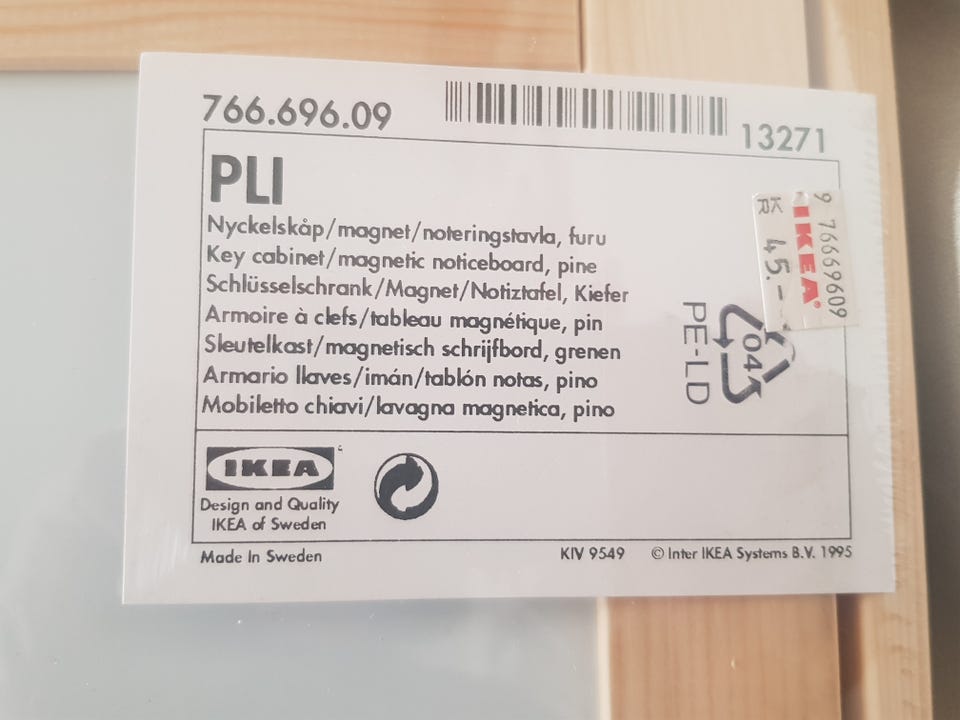 766.696.09
13271
PLI
Nyckelskåp/magnet/noteringstavla, furu
Key cabinet/magnetic noticeboard, pine
Schlüsselschrank/Magnet/Notiztafel, Kiefer
Armoire à clefs/tableau magnétique, pin
Sleutelkast/magnetisch schrijfbord, grenen
Armario llaves/imán/tablón notas, pino
Mobiletto chiavi/lavagna magnetica, pino
PE-LD
04
9 76669609
IKEA
KR 45.-
IKEA
Design and Quality
IKEA of Sweden
Made In Sweden
KIV 9549
© Inter IKEA Systems B.V. 1995